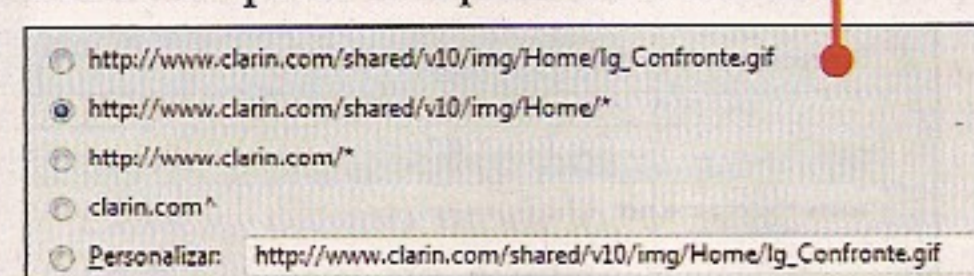 http://www.clarin.com/shared/v10/img/Home/lg_Confronte.gif
http://www.clarin.com/shared/v10/img/Home/*
http://www.clarin.com/*
clarin.com^
Personalizar: http://www.clarin.com/shared/v10/img/Home/lg_Confronte.gif